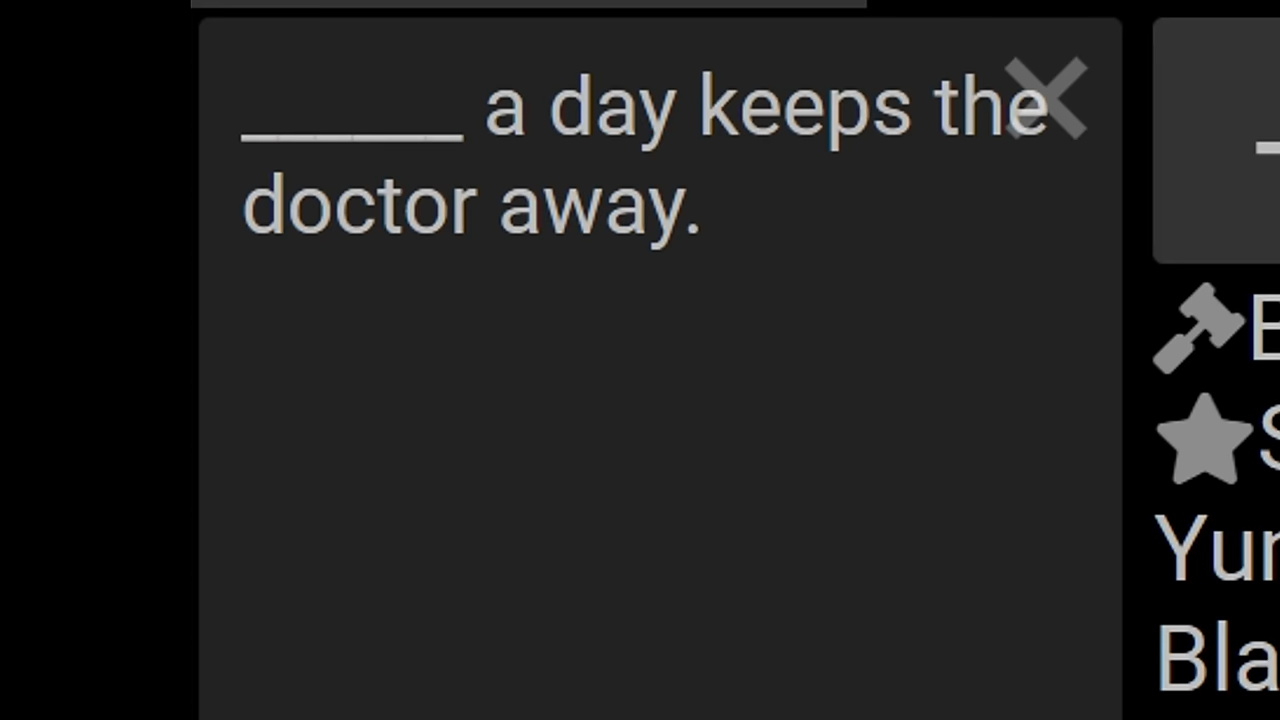 ______ a day keeps the
doctor away.